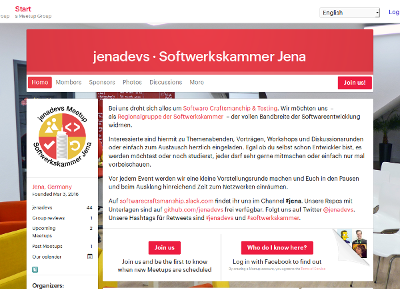 Start
a Meetup Group
English
Log
jenadevs · Softwerkskammer Jena
Home Members Sponsors Photos Discussions More
Join us!
jenadevs Meetup
Softwerkskammer Jena
Jena, Germany
Founded Mar 3, 2016
jenadevs 44
Group reviews 1
Upcoming Meetups 2
Past Meetups 1
Our calendar
Organizers:
Bei uns dreht sich alles um Software Craftsmanship & Testing. Wir möchten uns –
als Regionalgruppe der Softwerkskammer – der vollen Bandbreite der Softwareentwicklung
widmen.
Interessierte sind hiermit zu Themenabenden, Vorträgen, Workshops und Diskussionsrunden
oder einfach zum Austausch herzlich eingeladen. Egal ob du selbst schon Entwickler bist, es
werden möchtest oder noch studierst, jeder darf sehr gerne mitmachen oder einfach nur mal
vorbeischauen.
Vor jedem Event werden wir eine kleine Vorstellungsrunde machen und Euch in den Pausen
und beim Ausklang hinreichend Zeit zum Netzwerken einräumen.
Auf softwarecraftsmanship.slack.com findet ihr uns im Channel #jena. Unsere Repos mit
Unterlagen sind auf github.com/jenadevs frei verfügbar. Folgt uns auf Twitter @jenadevs.
Unsere Hashtags für Retweets sind #jenadevs und #softwerkskammer.
Join us
Join us and be the first to know
when new Meetups are scheduled
Who do I know here?
Log in with Facebook to find out